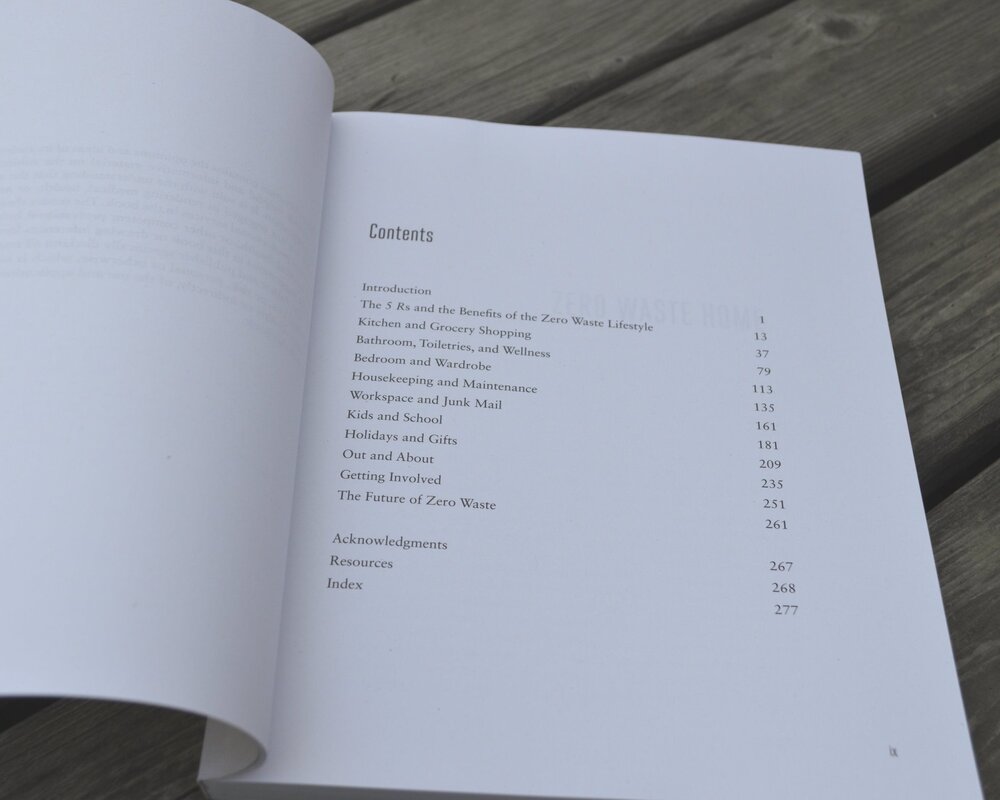 Contents
Introduction 1
The 5 Rs and the Benefits of the Zero Waste Lifestyle 13
Kitchen and Grocery Shopping 37
Bathroom, Toiletries, and Wellness 79
Bedroom and Wardrobe 113
Housekeeping and Maintenance 135
Workspace and Junk Mail 161
Kids and School 181
Holidays and Gifts 209
Out and About 235
Getting Involved 251
The Future of Zero Waste 261
Acknowledgments 267
Resources 268
Index 277
ix